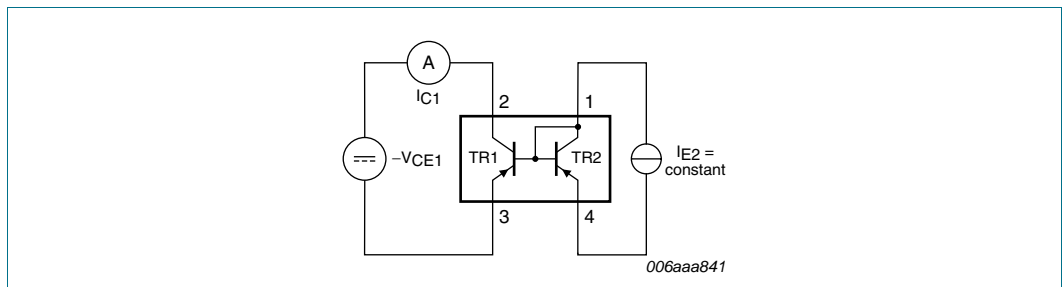 A
IC1
2
1
–VCE1
TR1
TR2
IE2 =
constant
3
4
006aaa841